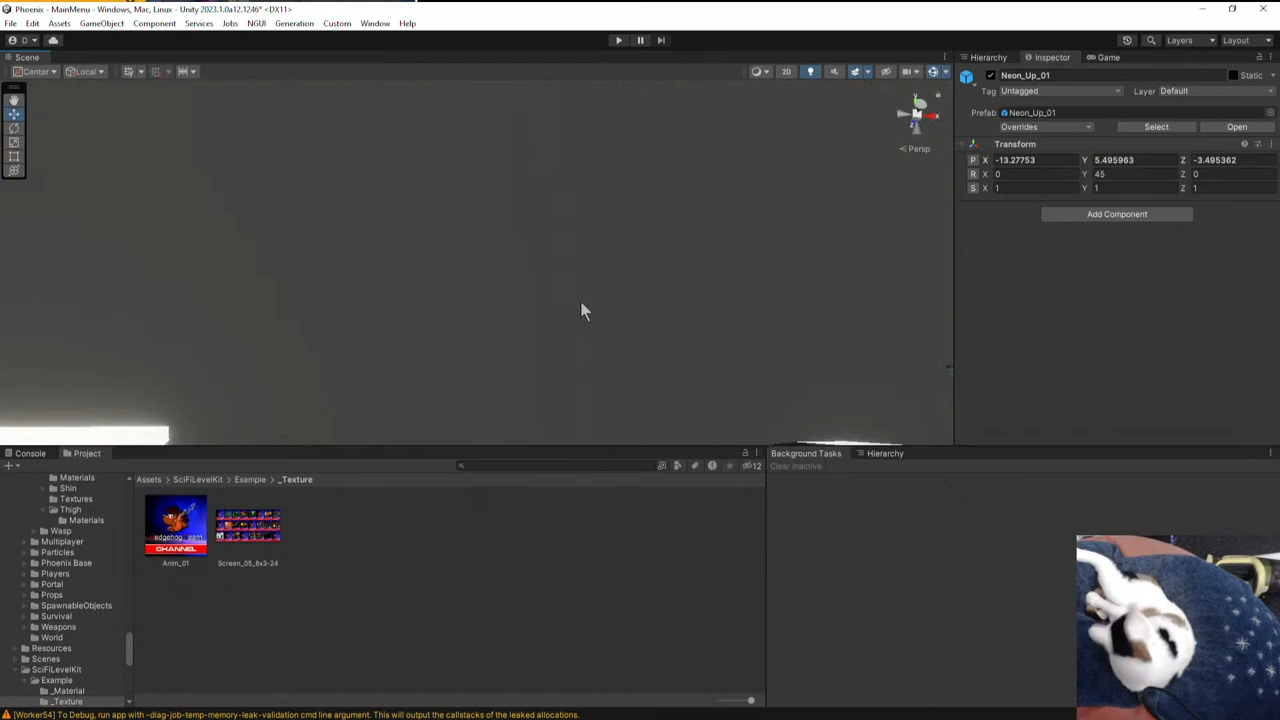 Phoenix - MainMenu - Windows, Mac, Linux - Unity 2023.1.0a12.1246* <DX11>
File Edit Assets GameObject Component Services Jobs NGUI Generation Custom Window Help
D Layers Layout
Scene
Hierarchy Inspector Game
Center Local 2D
Neon_Up_01 Static
Tag Untagged Layer Default
Prefab Neon_Up_01
Overrides Select Open
Transform
P X -13.27753 Y 5.495963 Z -3.495362
R X 0 Y 45 Z 0
S X 1 Y 1 Z 1
Add Component
y x z
Persp
Console Project
12
Materials
Shin
Textures
Thigh
Materials
Wasp
Multiplayer
Particles
Phoenix Base
Players
Portal
Props
SpawnableObjects
Survival
Weapons
World
Resources
Scenes
SciFiLevelKit
Example
_Material
_Texture
Assets > SciFiLevelKit > Example > _Texture
CHANNEL
Anim_01 Screen_05_8x3-24
Background Tasks Hierarchy
Clear Inactive
[Worker54] To Debug, run app with -diag-job-temp-memory-leak-validation cmd line argument. This will output the callstacks of the leaked allocations.